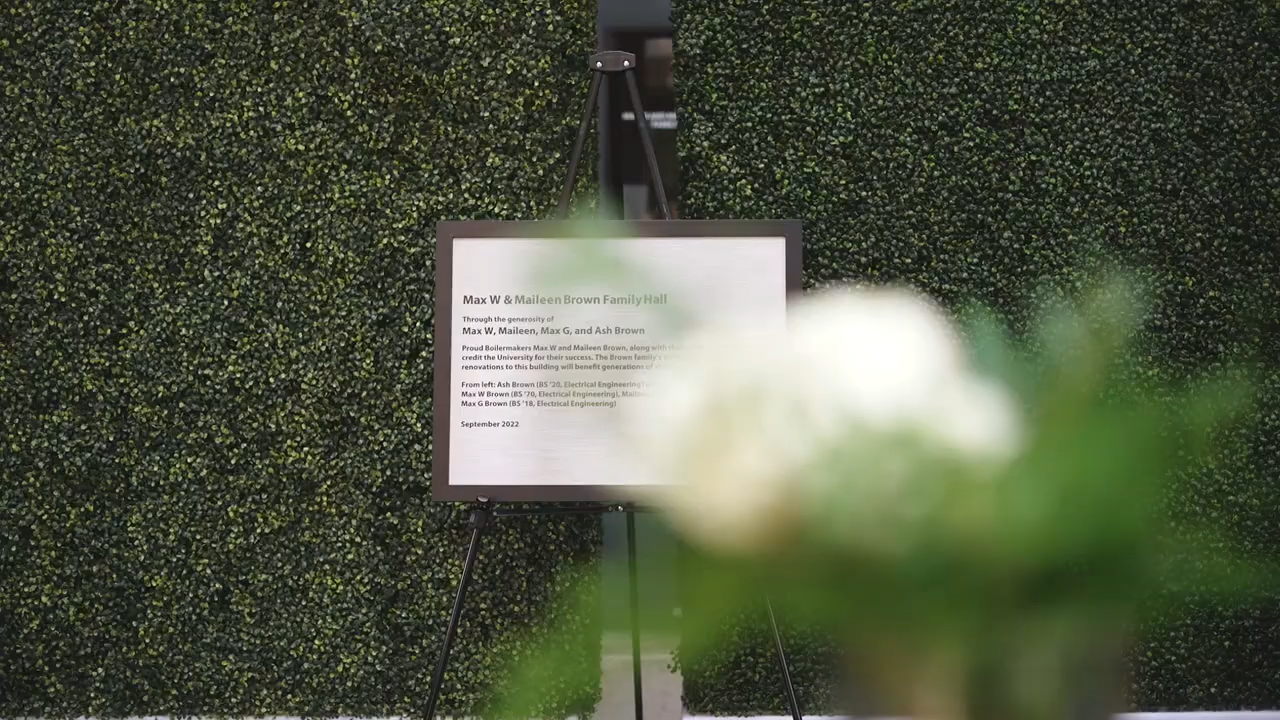 Max W & Maileen Brown Family Hall
Through the generosity of
Max W, Maileen, Max G, and Ash Brown
Proud Boilermakers Max W and Maileen Brown, along with
credit the University for their success. The Brown family's
renovations to this building will benefit generations of
From left: Ash Brown (BS '20, Electrical Engineering)
Max W Brown (BS '70, Electrical Engineering),
Max G Brown (BS '18, Electrical Engineering)
September 2022